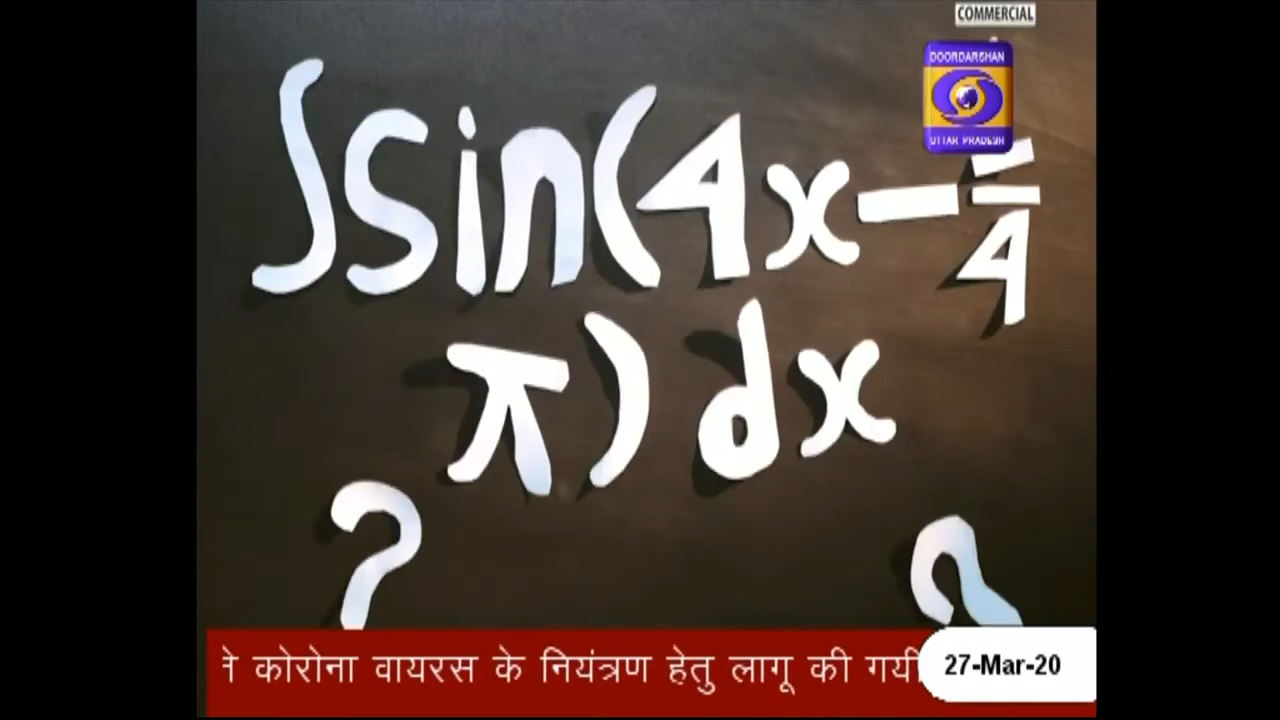 COMMERCIAL
DOORDARSHAN
UTTAR PRADESH
∫sin(4x-
4
π)dx
?
ने कोरोना वायरस के नियंत्रण हेतु लागू की गयी
27-Mar-20